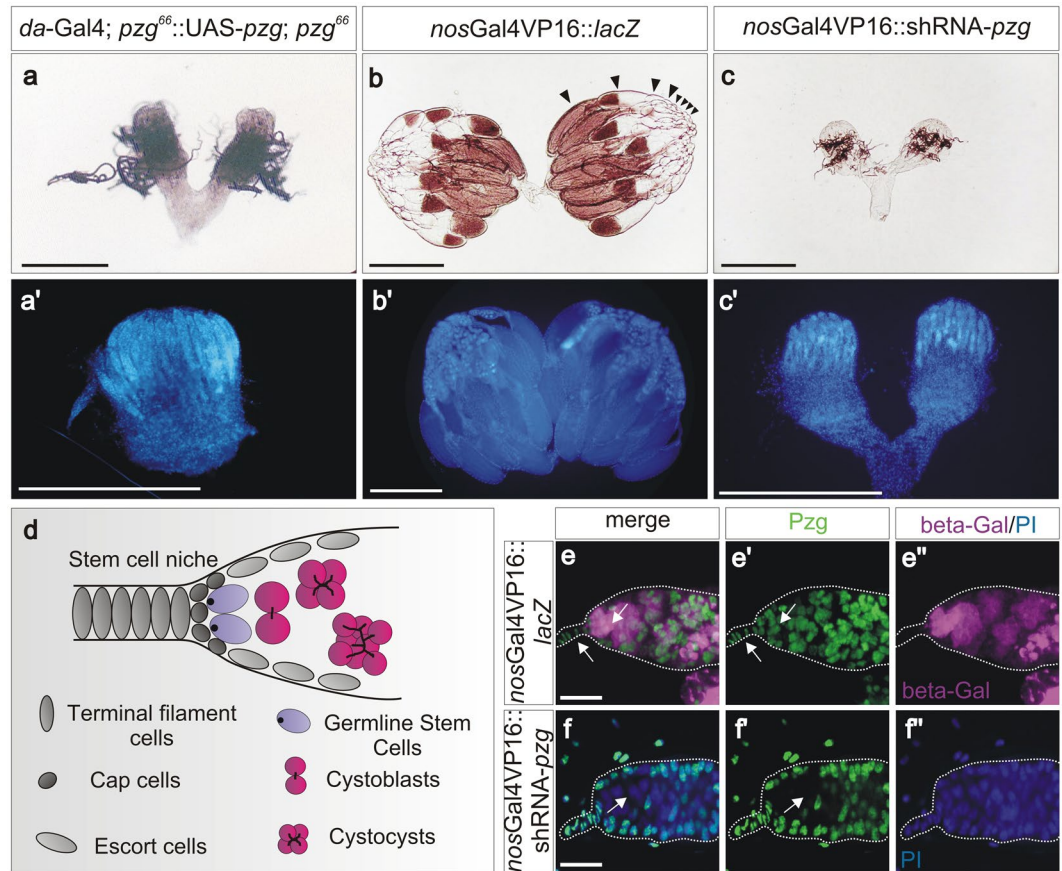 da-Gal4; pzg66::UAS-pzg; pzg66
nosGal4VP16::lacZ
nosGal4VP16::shRNA-pzg
a
b
c
a'
b'
c'
d
Stem cell niche
Terminal filament
cells
Cap cells
Escort cells
Germline Stem
Cells
Cystoblasts
Cystocysts
merge
Pzg
beta-Gal/PI
nosGal4VP16::
lacZ
e
e'
e"
beta-Gal
nosGal4VP16::
shRNA-pzg
f
f'
f"
PI